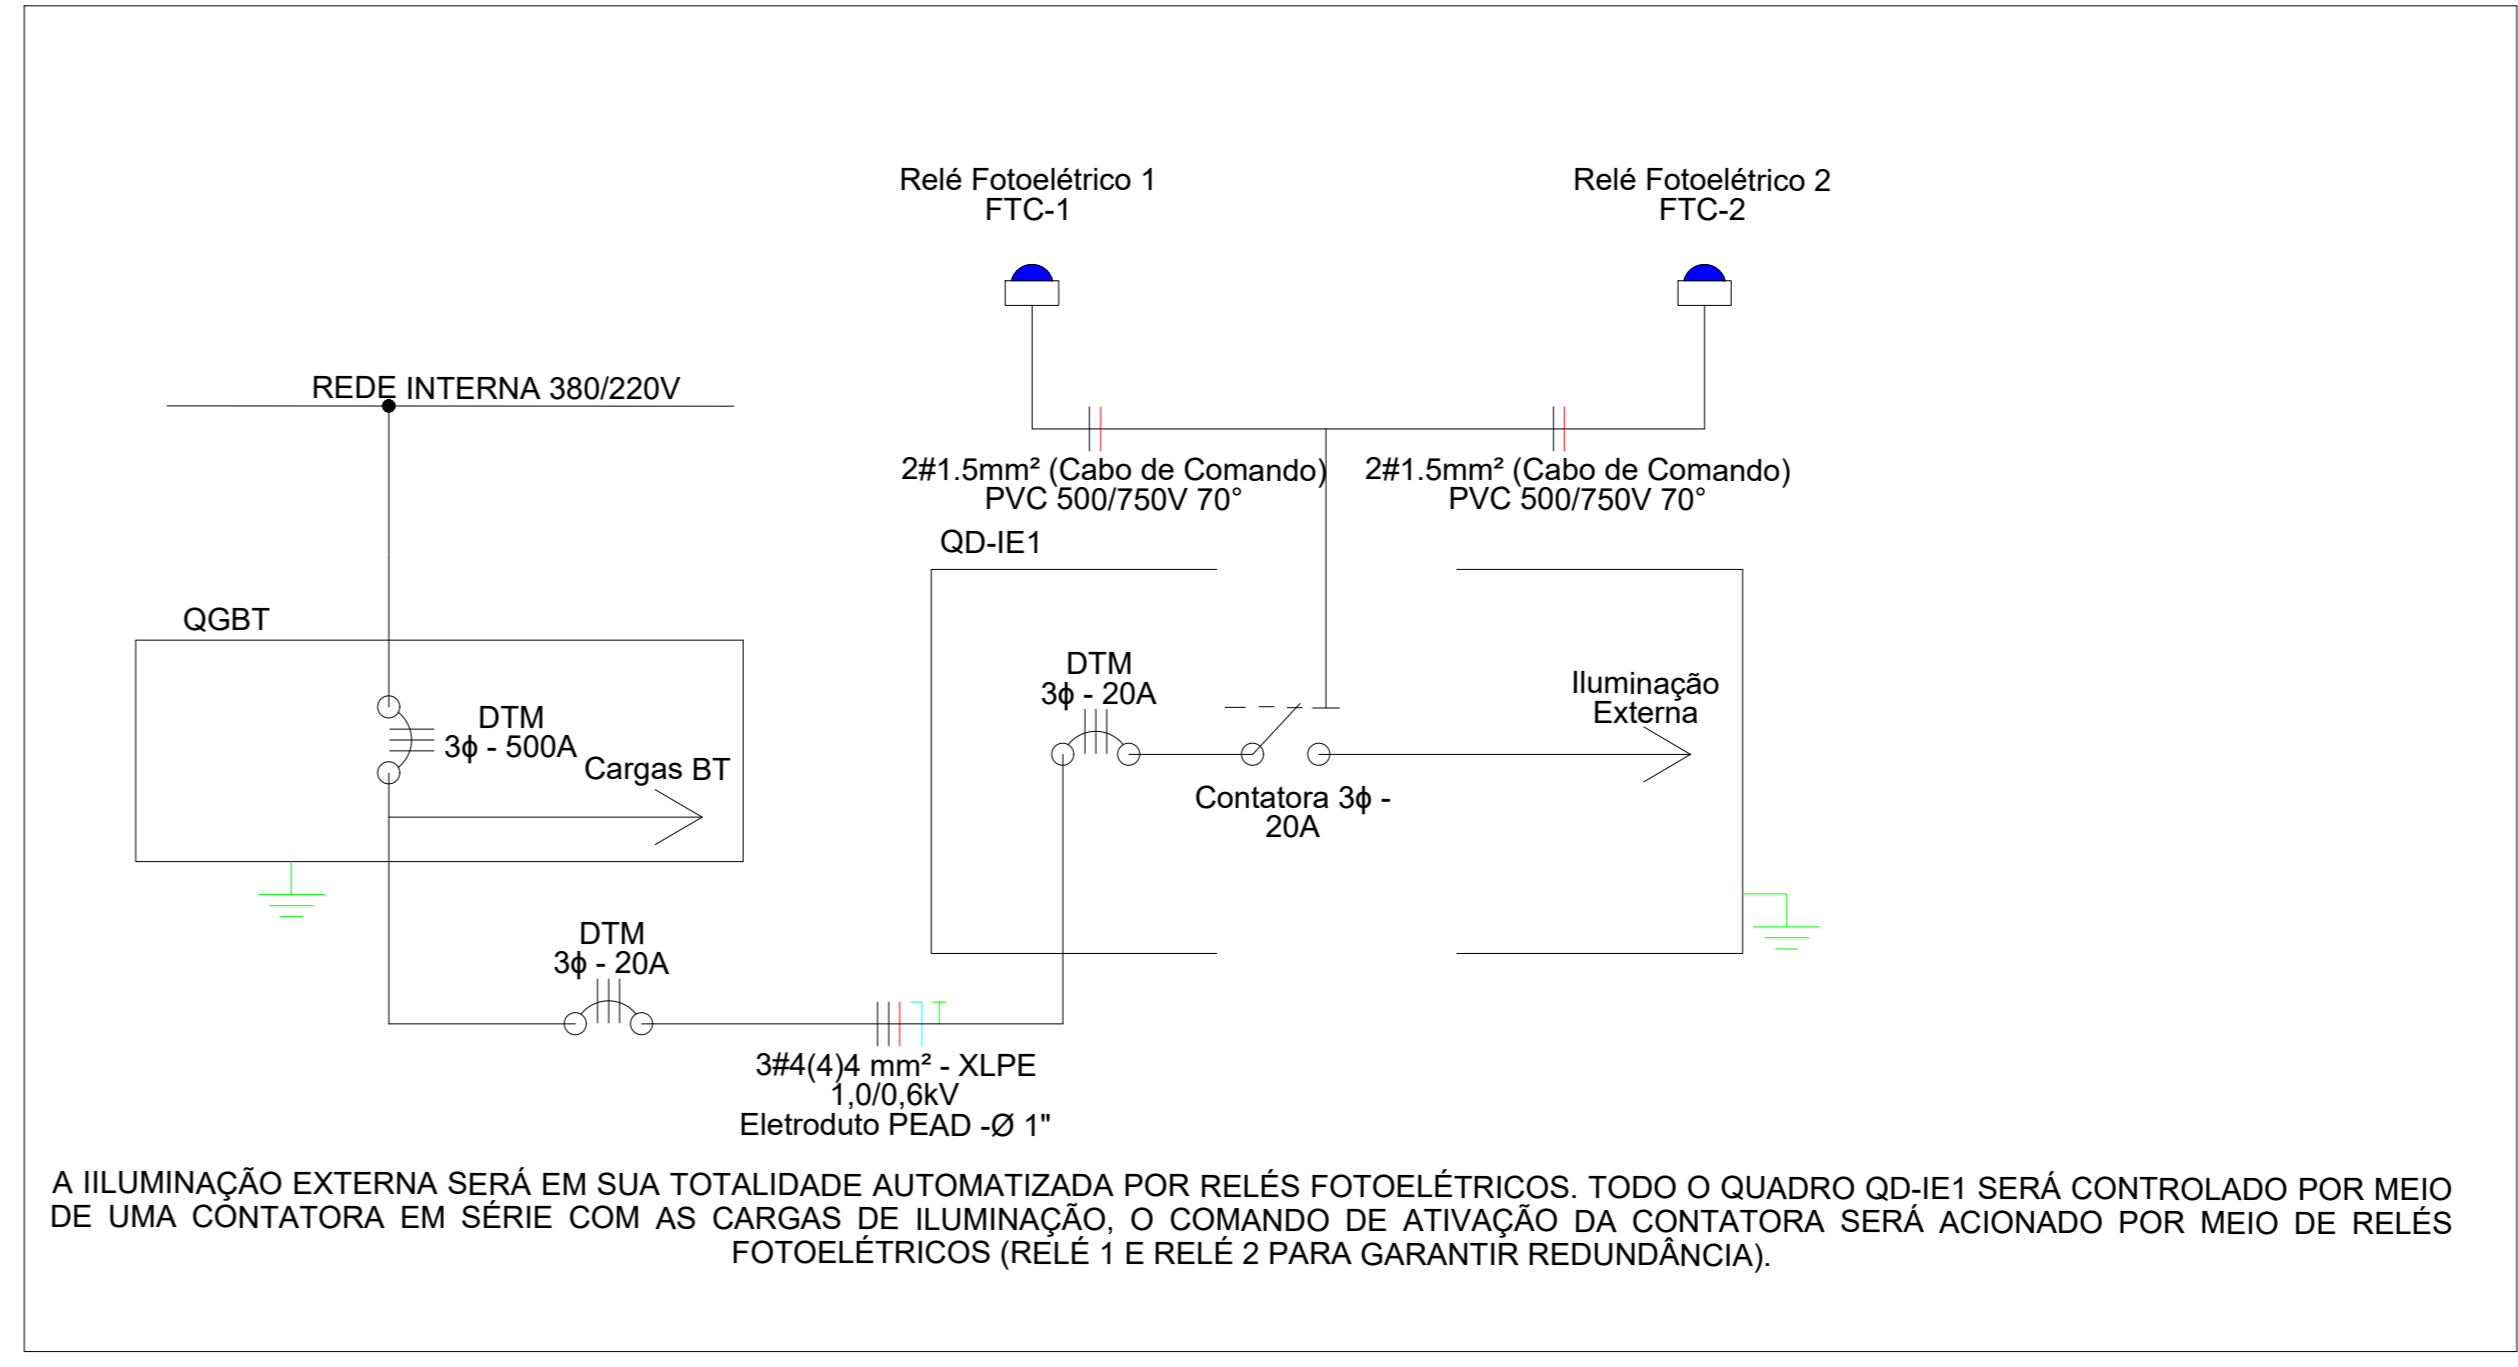 Relé Fotoelétrico 1
FTC-1
Relé Fotoelétrico 2
FTC-2
REDE INTERNA 380/220V
2#1.5mm² (Cabo de Comando)
PVC 500/750V 70°
2#1.5mm² (Cabo de Comando)
PVC 500/750V 70°
QD-IE1
QGBT
DTM
3ϕ - 500A
Cargas BT
DTM
3ϕ - 20A
Iluminação
Externa
Contatora 3ϕ -
20A
DTM
3ϕ - 20A
3#4(4)4 mm² - XLPE
1,0/0,6kV
Eletroduto PEAD -Ø 1"
A IILUMINAÇÃO EXTERNA SERÁ EM SUA TOTALIDADE AUTOMATIZADA POR RELÉS FOTOELÉTRICOS. TODO O QUADRO QD-IE1 SERÁ CONTROLADO POR MEIO
DE UMA CONTATORA EM SÉRIE COM AS CARGAS DE ILUMINAÇÃO, O COMANDO DE ATIVAÇÃO DA CONTATORA SERÁ ACIONADO POR MEIO DE RELÉS
FOTOELÉTRICOS (RELÉ 1 E RELÉ 2 PARA GARANTIR REDUNDÂNCIA).